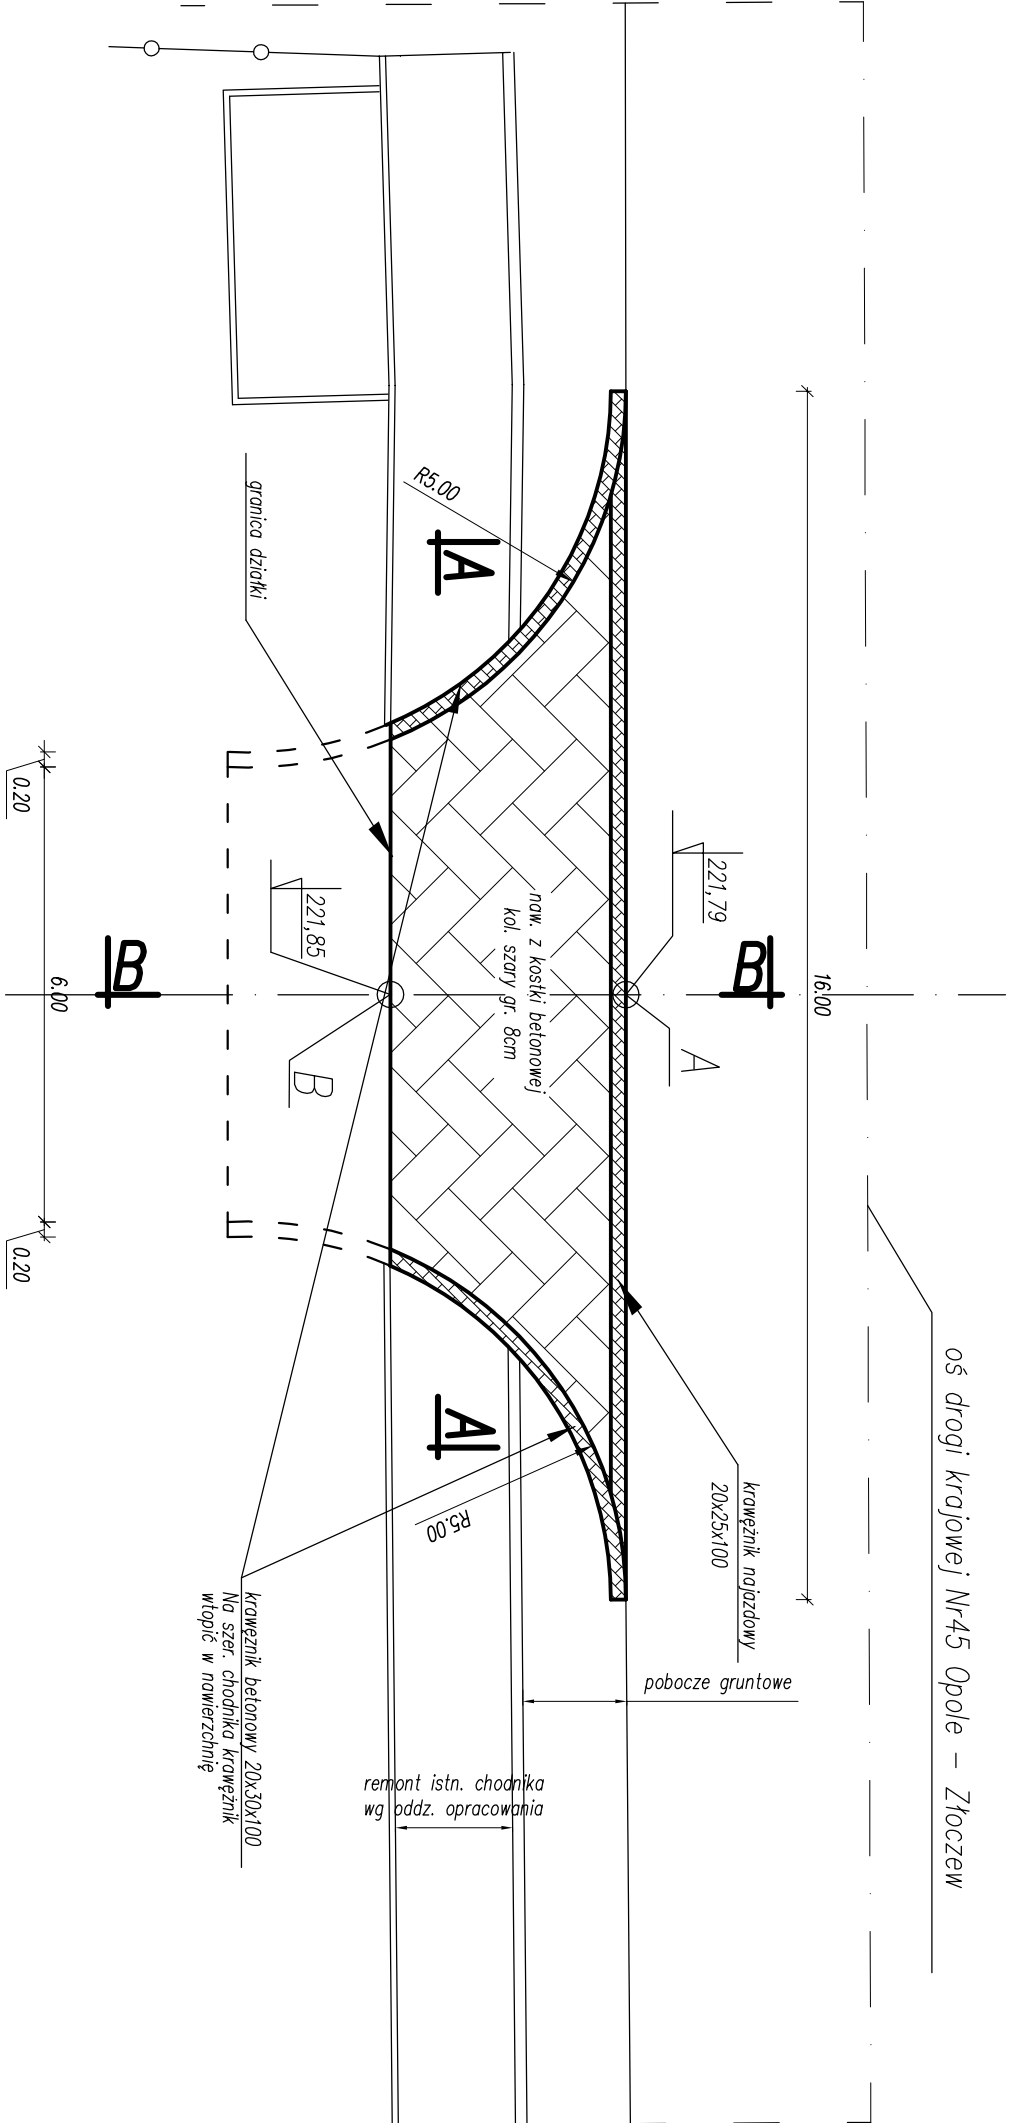 oś drogi krajowej Nr45 Opole – Złoczew
16.00
krawężnik najazdowy
20x25x100
pobocze gruntowe
221,79
A
B
naw. z kostki betonowej
kol. szary gr. 8cm
R5.00
A
A
R5.00
remont istn. chodnika
wg oddz. opracowania
221,85
B
granica działki
krawężnik betonowy 20x30x100
Na szer. chodnika krawężnik
wtopić w nawierzchnię
B
0.20
6.00
0.20